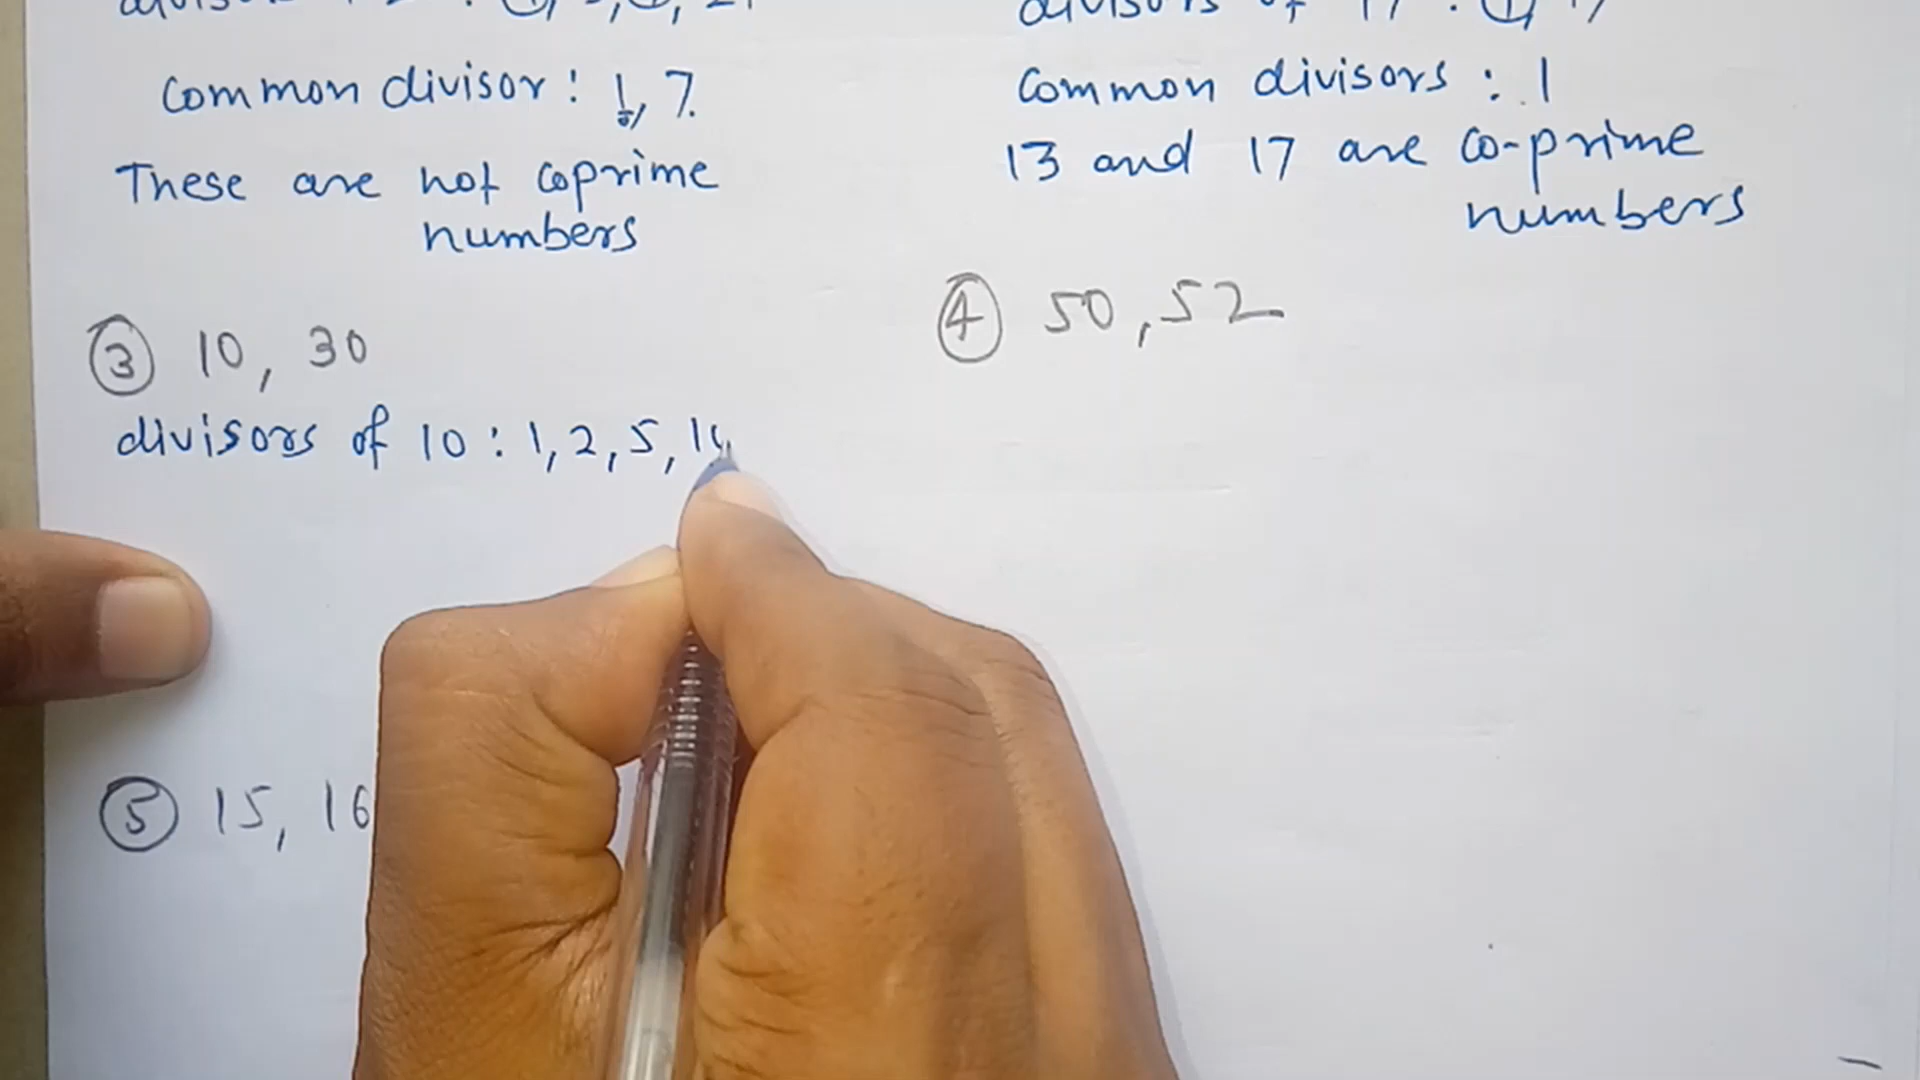 Common divisor : 1, 7.
These are not coprime
numbers
③ 10, 30
divisors of 10 : 1, 2, 5,
⑤ 15, 16
Common divisors : 1
13 and 17 are co-prime
numbers
④ 50, 52